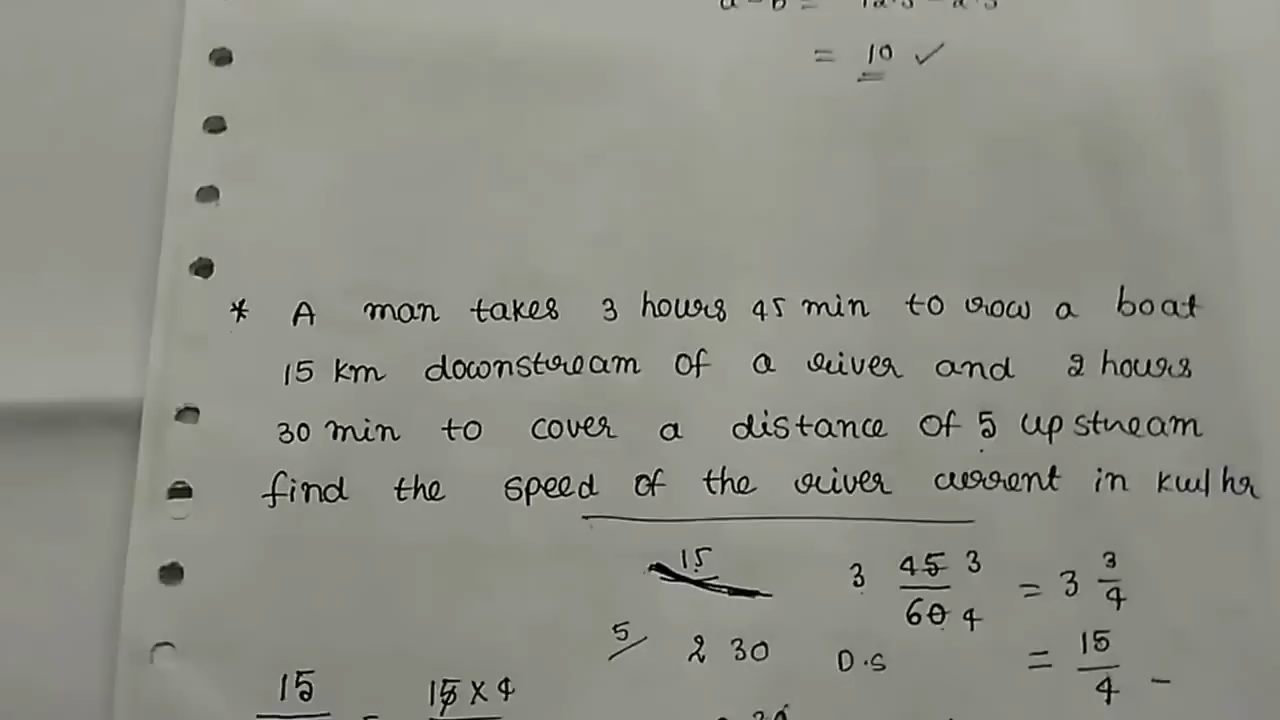 = 10 ✓
* A man takes 3 hours 45 min to row a boat
15 km downstream of a river and 2 hours
30 min to cover a distance of 5 upstream
find the speed of the river current in km/hr
15 3 45 3 = 3 3
60 4 4
5/ 2 30 D.S = 15
4 –
15 15 × 4